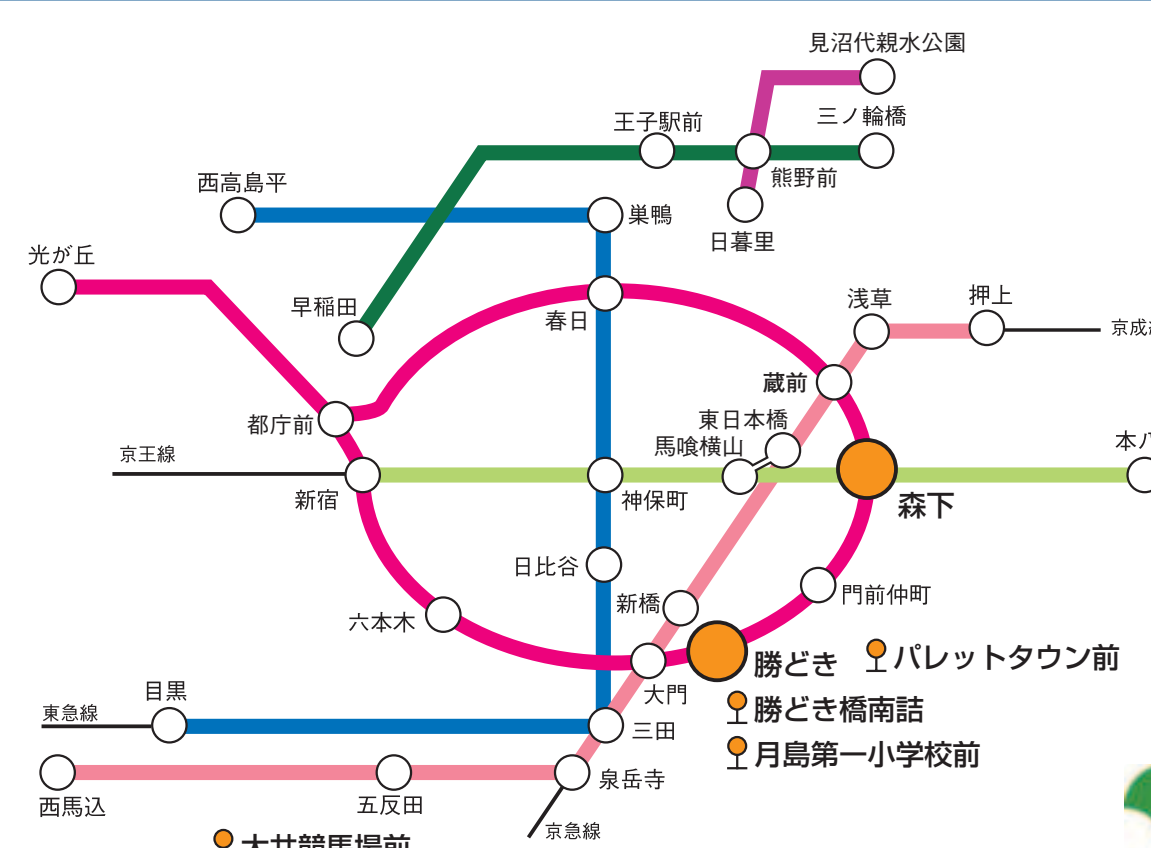 見沼代親水公園
三ノ輪橋
王子駅前
熊野前
西高島平
巣鴨
日暮里
光が丘
早稲田
春日
浅草
押上
蔵前
都庁前
東日本橋
馬喰横山
京王線
新宿
神保町
森下
日比谷
新橋
門前仲町
六本木
勝どき
パレットタウン前
大門
目黒
東急線
三田
勝どき橋南詰
月島第一小学校前
西馬込
五反田
泉岳寺
京急線